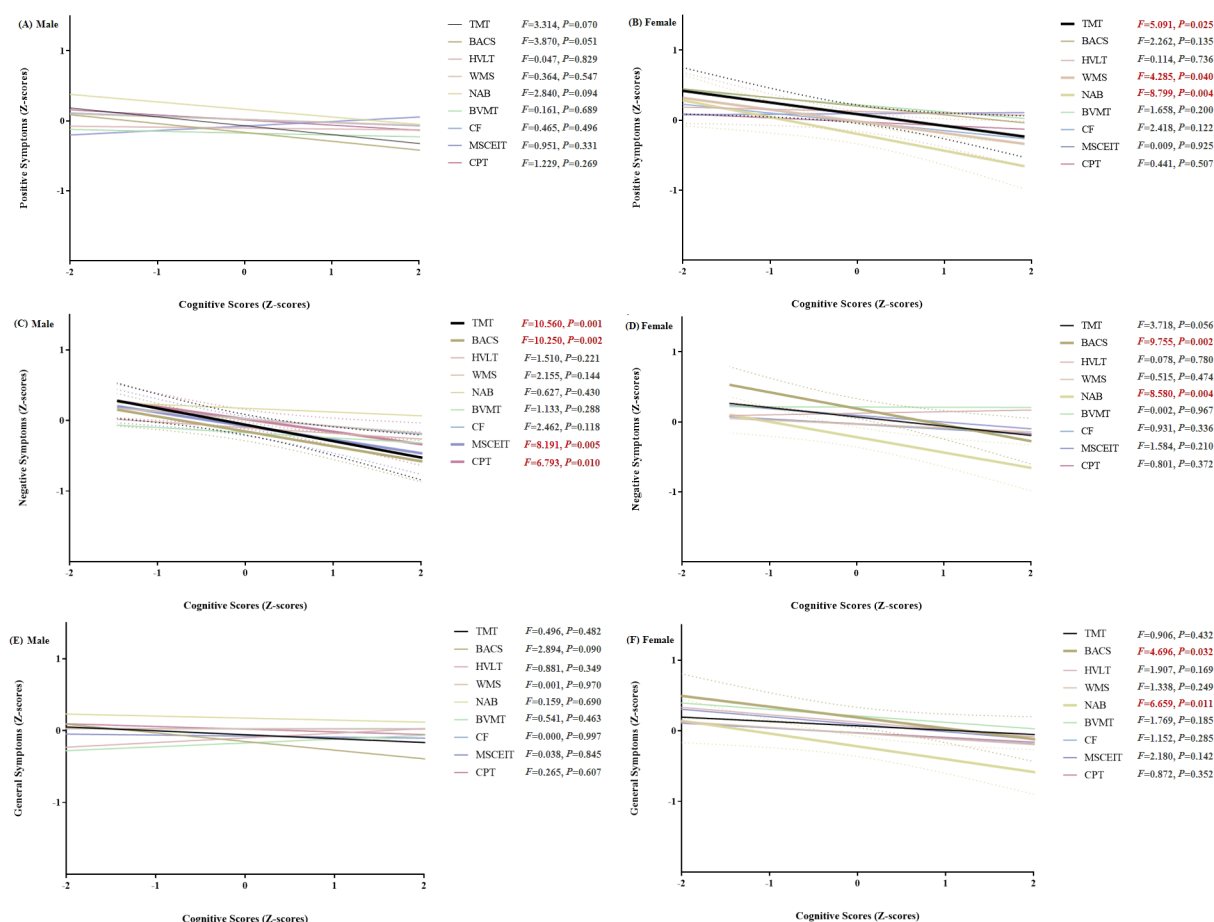 (A) Male
TMT F=3.314, P=0.070
BACS F=3.870, P=0.051
HVLT F=0.047, P=0.829
WMS F=0.364, P=0.547
NAB F=2.840, P=0.094
BVMT F=0.161, P=0.689
CF F=0.465, P=0.496
MSCEIT F=0.951, P=0.331
CPT F=1.229, P=0.269
Positive Symptoms (Z-scores)
1
0
-1
-2 -1 0 1 2
Cognitive Scores (Z-scores)
(B) Female
TMT F=5.091, P=0.025
BACS F=2.262, P=0.135
HVLT F=0.114, P=0.736
WMS F=4.285, P=0.040
NAB F=8.799, P=0.004
BVMT F=1.658, P=0.200
CF F=2.418, P=0.122
MSCEIT F=0.009, P=0.925
CPT F=0.441, P=0.507
Positive Symptoms (Z-scores)
1
0
-1
-2 -1 0 1 2
Cognitive Scores (Z-scores)
(C) Male
TMT F=10.560, P=0.001
BACS F=10.250, P=0.002
HVLT F=1.510, P=0.221
WMS F=2.155, P=0.144
NAB F=0.627, P=0.430
BVMT F=1.133, P=0.288
CF F=2.462, P=0.118
MSCEIT F=8.191, P=0.005
CPT F=6.793, P=0.010
Negative Symptoms (Z-scores)
1
0
-1
-2 -1 0 1 2
Cognitive Scores (Z-scores)
(D) Female
TMT F=3.718, P=0.056
BACS F=9.755, P=0.002
HVLT F=0.078, P=0.780
WMS F=0.515, P=0.474
NAB F=8.580, P=0.004
BVMT F=0.002, P=0.967
CF F=0.931, P=0.336
MSCEIT F=1.584, P=0.210
CPT F=0.801, P=0.372
Negative Symptoms (Z-scores)
1
0
-1
-2 -1 0 1 2
Cognitive Scores (Z-scores)
(E) Male
TMT F=0.496, P=0.482
BACS F=2.894, P=0.090
HVLT F=0.881, P=0.349
WMS F=0.001, P=0.970
NAB F=0.159, P=0.690
BVMT F=0.541, P=0.463
CF F=0.000, P=0.997
MSCEIT F=0.038, P=0.845
CPT F=0.265, P=0.607
General Symptoms (Z-scores)
1
0
-1
-2 -1 0 1 2
Cognitive Scores (Z-scores)
(F) Female
TMT F=0.906, P=0.432
BACS F=4.696, P=0.032
HVLT F=1.907, P=0.169
WMS F=1.338, P=0.249
NAB F=6.659, P=0.011
BVMT F=1.769, P=0.185
CF F=1.152, P=0.285
MSCEIT F=2.180, P=0.142
CPT F=0.872, P=0.352
General Symptoms (Z-scores)
1
0
-1
-2 -1 0 1 2
Cognitive Scores (Z-scores)